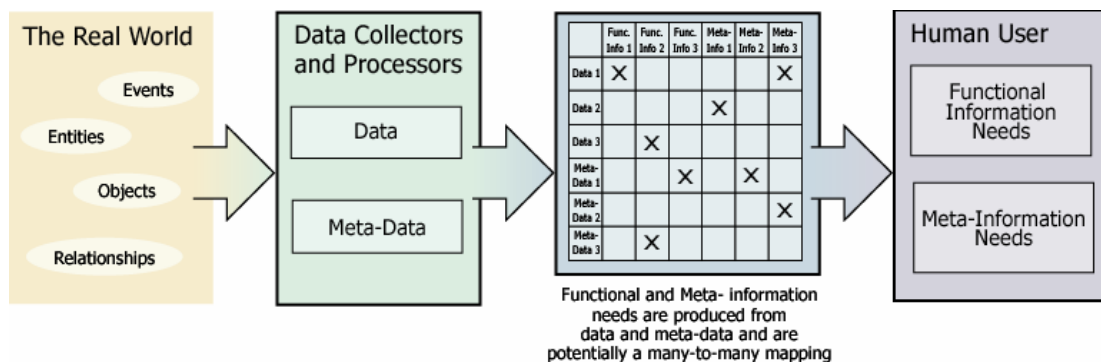 The Real World
Events
Entities
Objects
Relationships
Data Collectors
and Processors
Data
Meta-Data
Func. Func. Func. Meta- Meta- Meta-
Info 1 Info 2 Info 3 Info 1 Info 2 Info 3
Data 1 X X
Data 2 X
Data 3 X
Meta-
Data 1 X X
Meta-
Data 2 X
Meta-
Data 3 X
Functional and Meta- information
needs are produced from
data and meta-data and are
potentially a many-to-many mapping
Human User
Functional
Information
Needs
Meta-Information
Needs